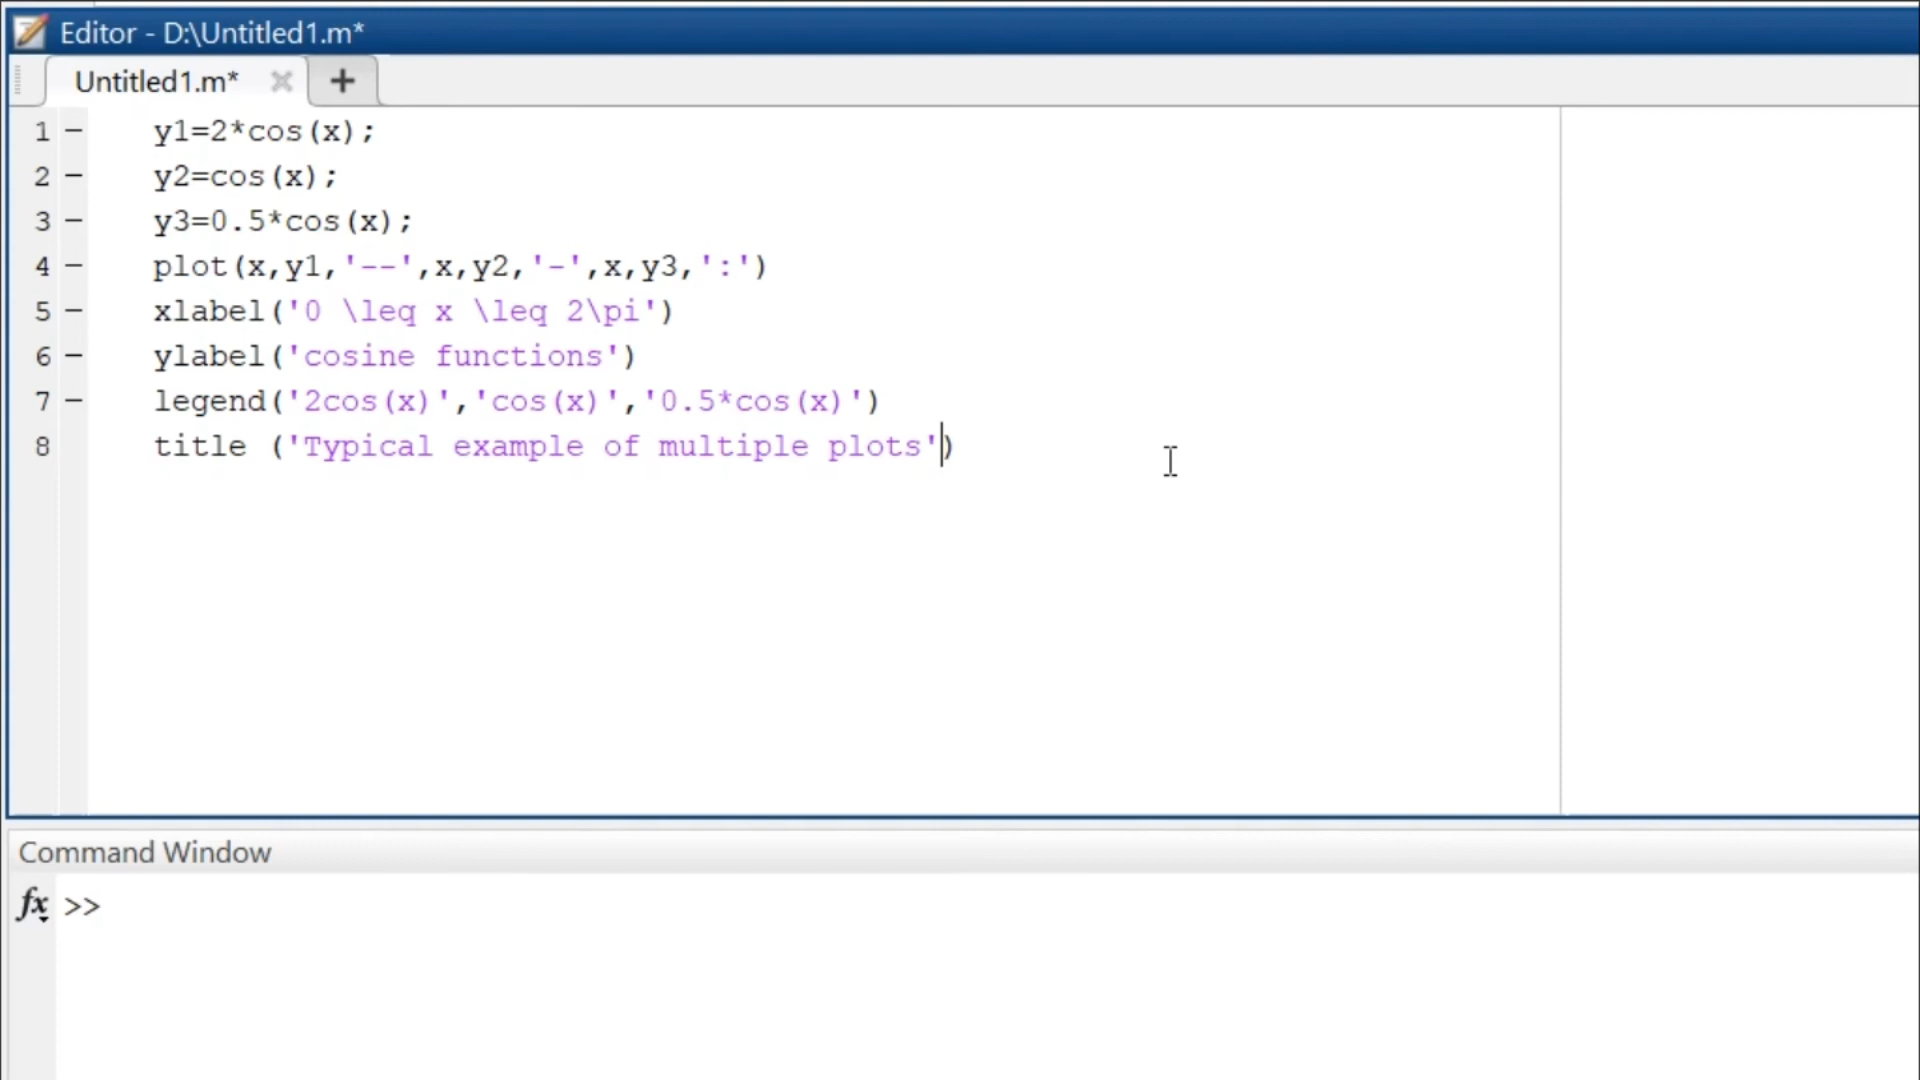 Editor - D:\Untitled1.m*
Untitled1.m* × +
1 – y1=2*cos(x);
2 – y2=cos(x);
3 – y3=0.5*cos(x);
4 – plot(x,y1,'--',x,y2,'-',x,y3,':')
5 – xlabel('0 \leq x \leq 2\pi')
6 – ylabel('cosine functions')
7 – legend('2cos(x)','cos(x)','0.5*cos(x)')
8 title ('Typical example of multiple plots')
Command Window
fx >>